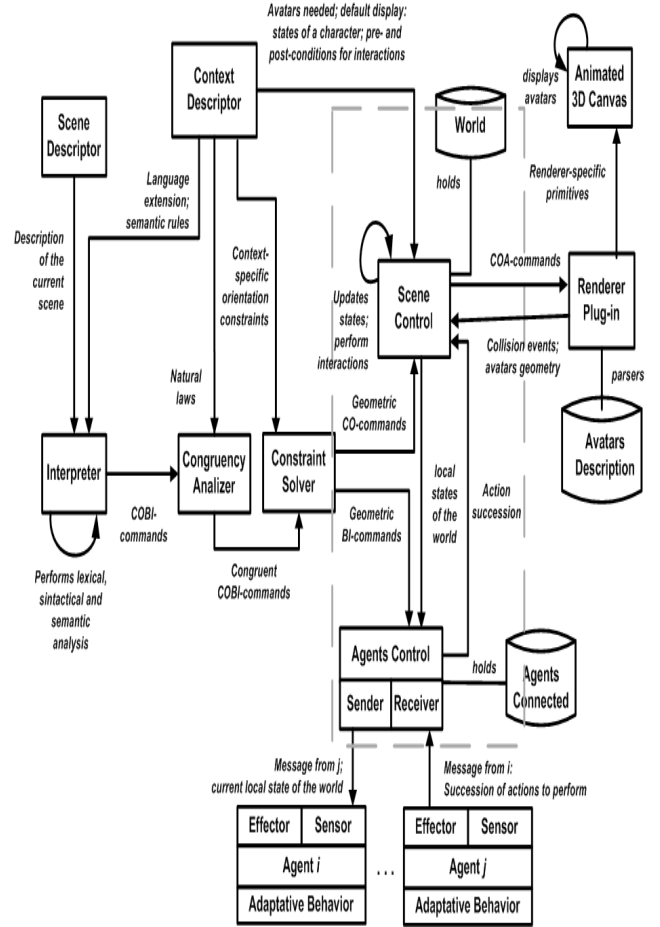 Avatars needed; default display:
states of a character; pre- and
post-conditions for interactions
displays
avatars
Animated
3D Canvas
Context
Descriptor
World
Scene
Descriptor
holds
Renderer-specific
primitives
Language
extension;
semantic rules
Description
of the
current
scene
Context-
specific
orientation
constraints
COA-commands
Scene
Control
Renderer
Plug-in
Updates
states;
perform
interactions
Collision events;
avatars geometry
parsers
Natural
laws
Geometric
CO-commands
Avatars
Description
Interpreter
Congruency
Analizer
Constraint
Solver
local
states
of the
world
Action
succession
COBI-
commands
Geometric
BI-commands
Performs lexical,
sintactical and
semantic
analysis
Congruent
COBI-commands
Agents Control
holds
Agents
Connected
Sender
Receiver
Message from j;
current local state of the world
Message from i:
Succession of actions to perform
Effector
Sensor
Effector
Sensor
Agent i
...
Agent j
Adaptative Behavior
Adaptative Behavior